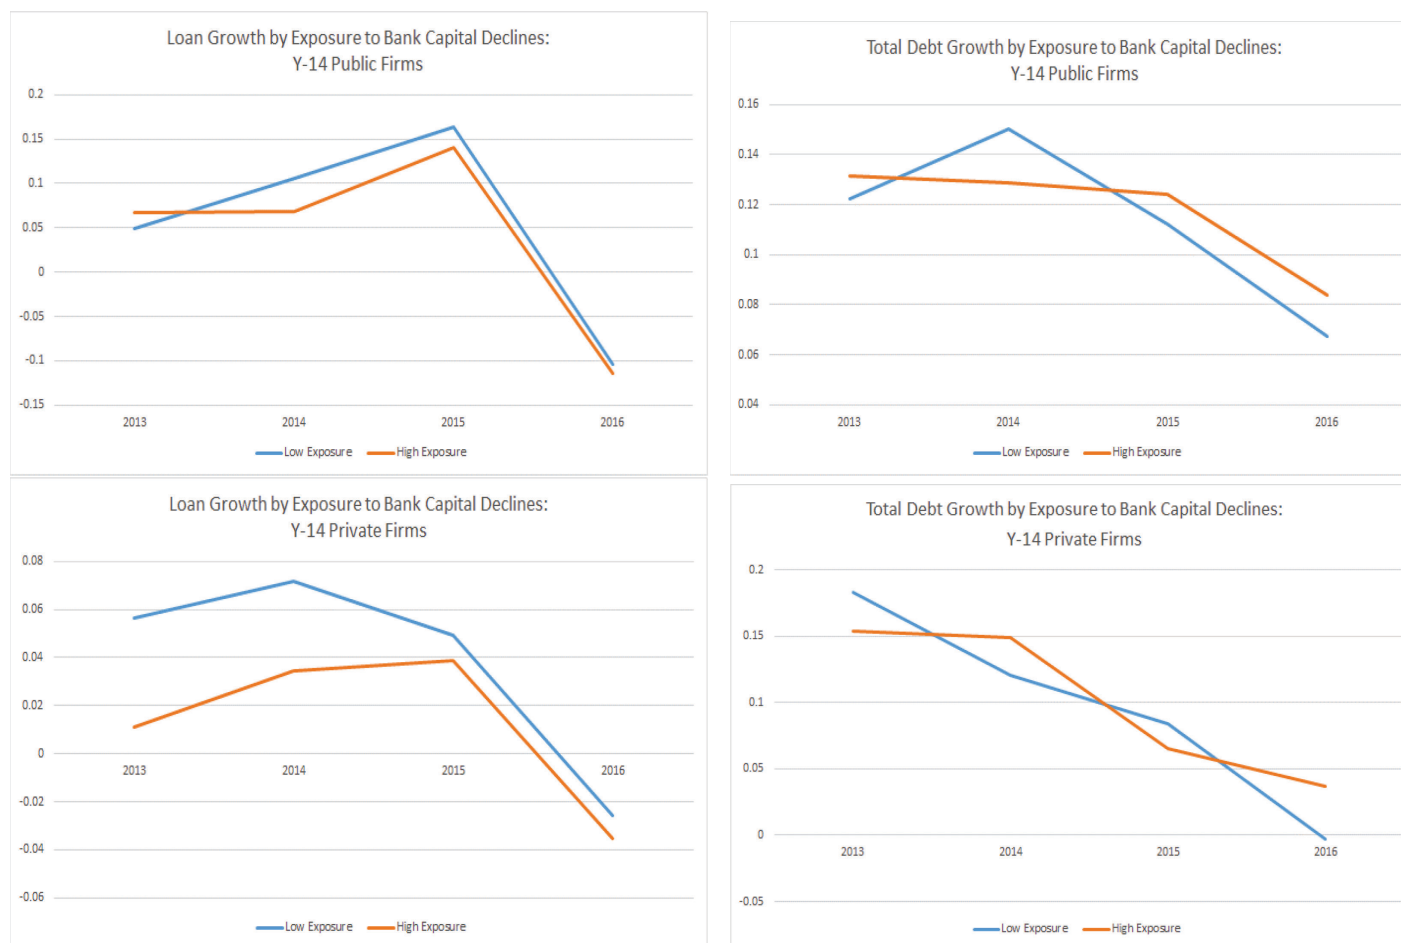 Loan Growth by Exposure to Bank Capital Declines:
Y-14 Public Firms
0.2
0.15
0.1
0.05
0
-0.05
-0.1
-0.15
2013 2014 2015 2016
Low Exposure High Exposure
Total Debt Growth by Exposure to Bank Capital Declines:
Y-14 Public Firms
0.16
0.14
0.12
0.1
0.08
0.06
0.04
2013 2014 2015 2016
Low Exposure High Exposure
Loan Growth by Exposure to Bank Capital Declines:
Y-14 Private Firms
0.08
0.06
0.04
0.02
0
2013 2014 2015 2016
-0.02
-0.04
-0.06
Low Exposure High Exposure
Total Debt Growth by Exposure to Bank Capital Declines:
Y-14 Private Firms
0.2
0.15
0.1
0.05
0
2013 2014 2015 2016
-0.05
Low Exposure High Exposure